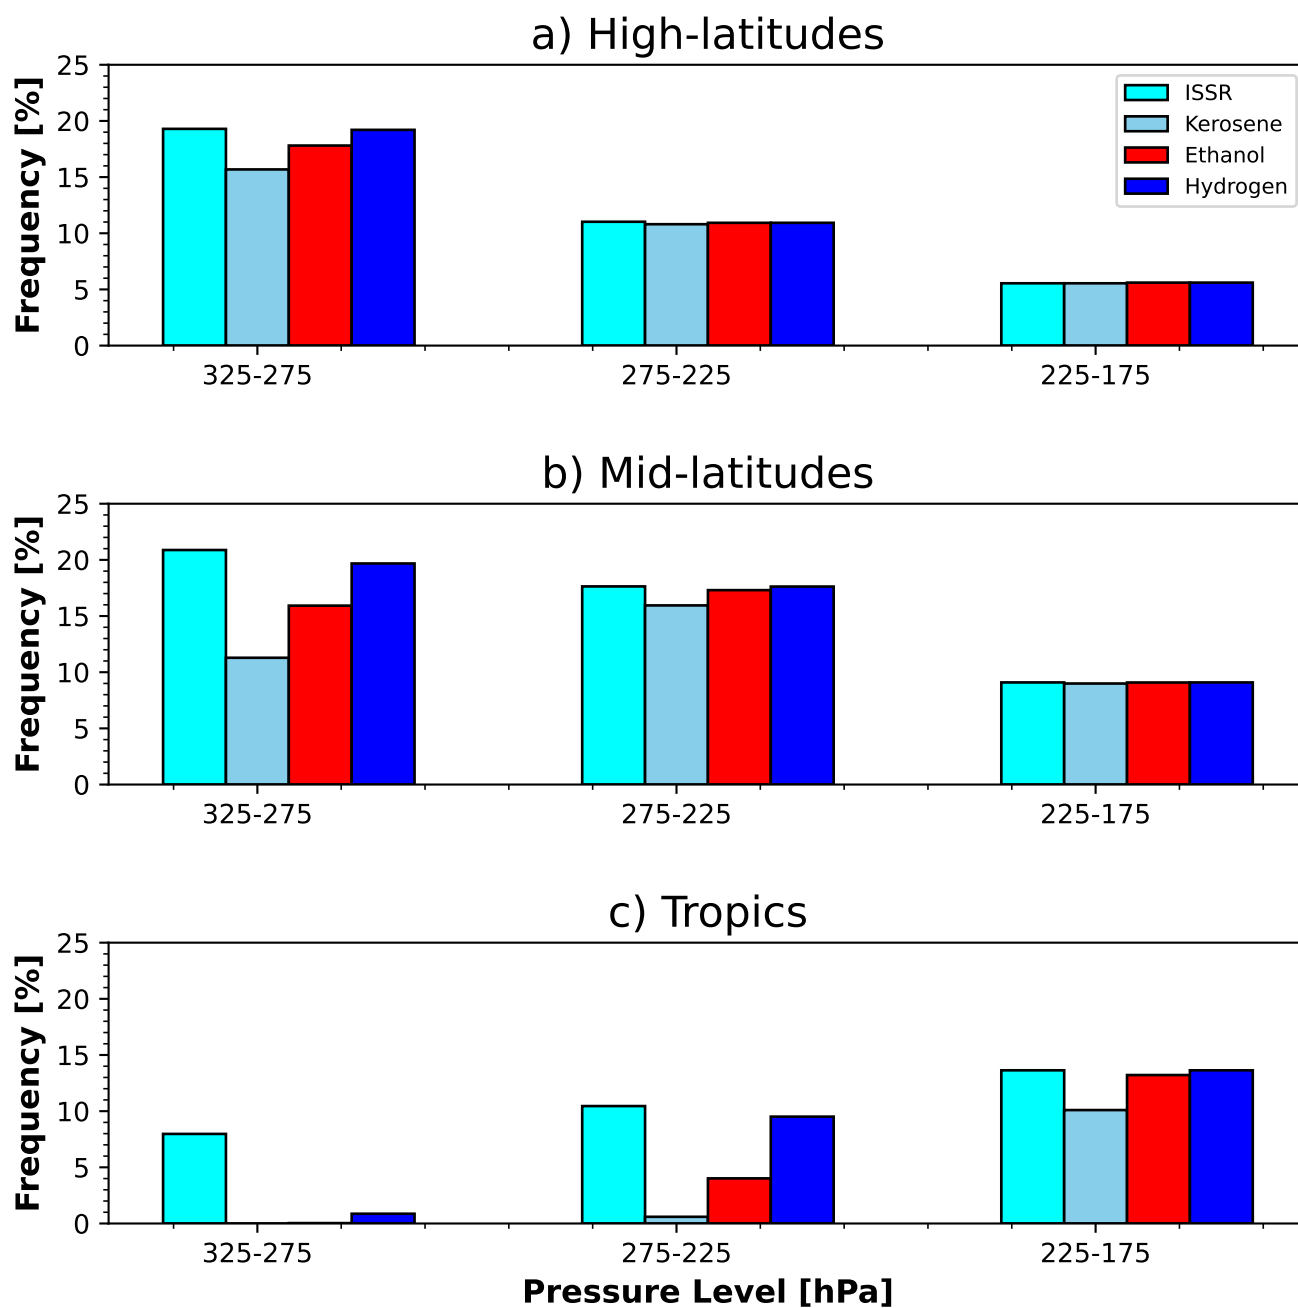 a) High-latitudes
Frequency [%]
25
20
15
10
5
0
325-275
275-225
225-175
ISSR
Kerosene
Ethanol
Hydrogen
b) Mid-latitudes
Frequency [%]
25
20
15
10
5
0
325-275
275-225
225-175
c) Tropics
Frequency [%]
25
20
15
10
5
0
325-275
275-225
225-175
Pressure Level [hPa]